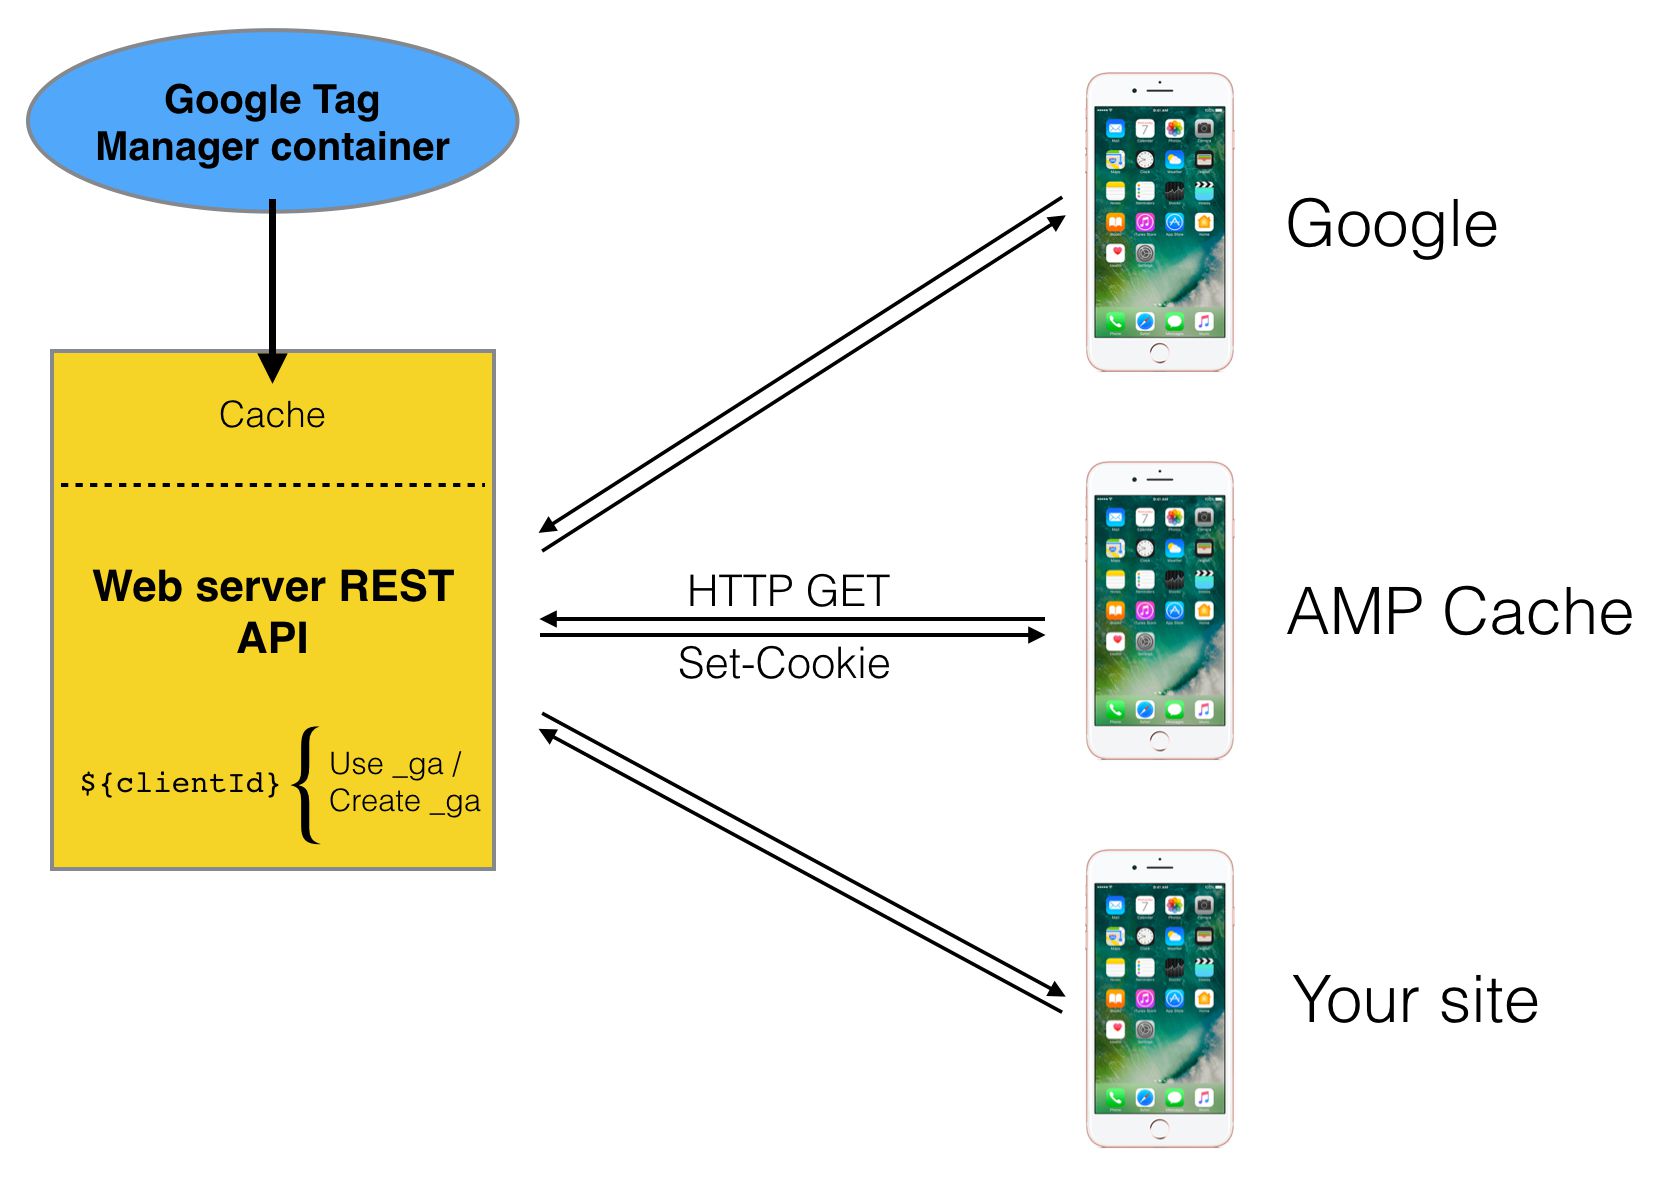 Google Tag
Manager container
Cache
Web server REST
API
${clientId}
Use _ga /
Create _ga
HTTP GET
Set-Cookie
Google
AMP Cache
Your site